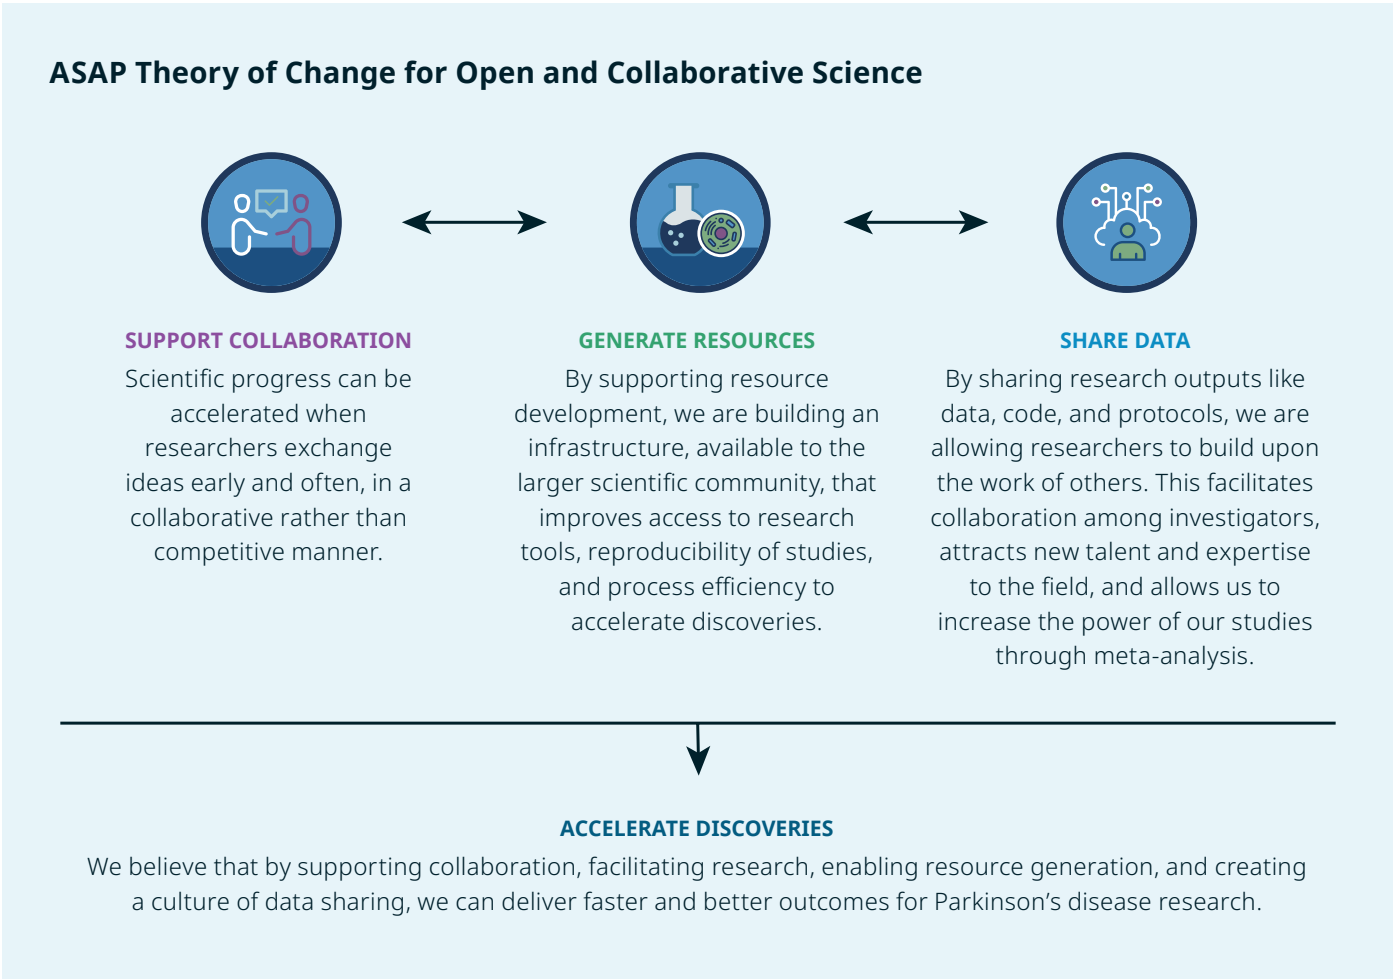 ASAP Theory of Change for Open and Collaborative Science
SUPPORT COLLABORATION
Scientific progress can be
accelerated when
researchers exchange
ideas early and often, in a
collaborative rather than
competitive manner.
GENERATE RESOURCES
By supporting resource
development, we are building an
infrastructure, available to the
larger scientific community, that
improves access to research
tools, reproducibility of studies,
and process efficiency to
accelerate discoveries.
SHARE DATA
By sharing research outputs like
data, code, and protocols, we are
allowing researchers to build upon
the work of others. This facilitates
collaboration among investigators,
attracts new talent and expertise
to the field, and allows us to
increase the power of our studies
through meta-analysis.
ACCELERATE DISCOVERIES
We believe that by supporting collaboration, facilitating research, enabling resource generation, and creating
a culture of data sharing, we can deliver faster and better outcomes for Parkinson’s disease research.